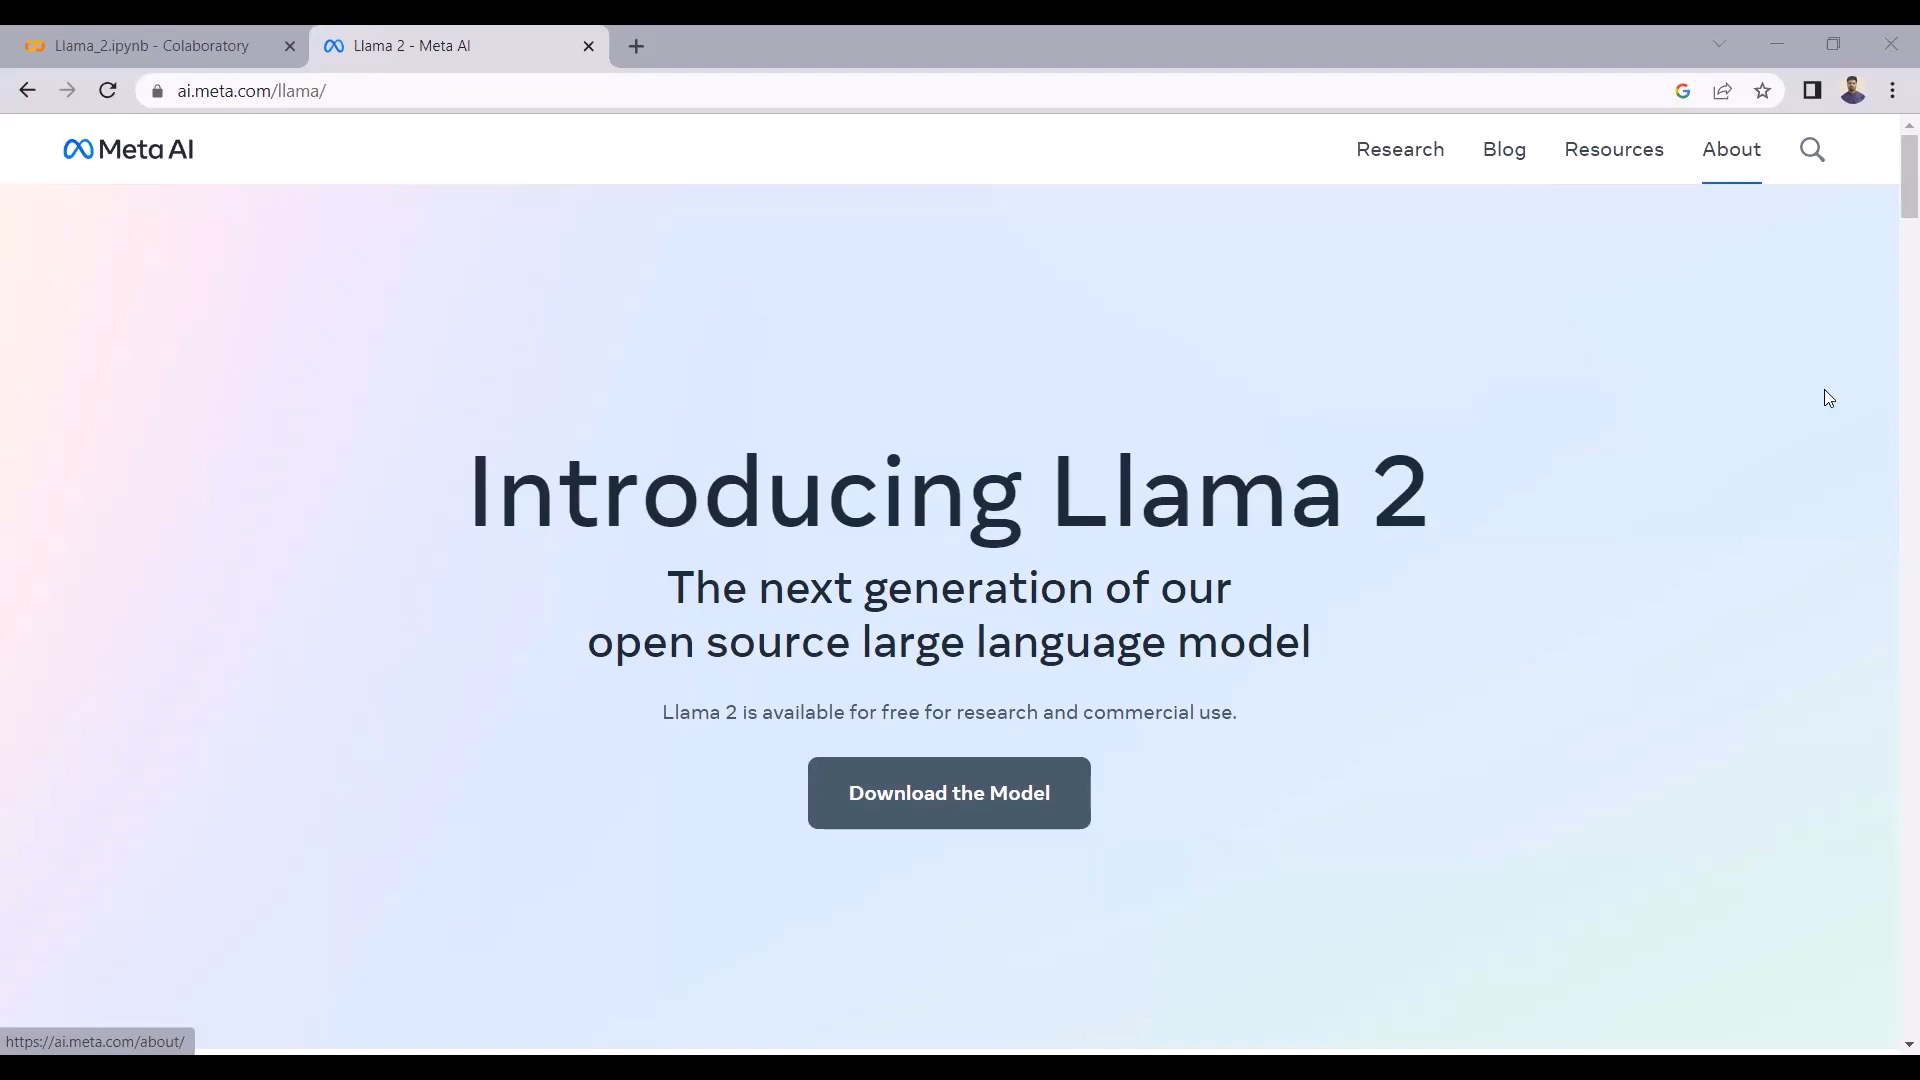 Llama_2.ipynb - Colaboratory
Llama 2 - Meta AI
ai.meta.com/llama/
Meta AI
Research
Blog
Resources
About
Introducing Llama 2
The next generation of our
open source large language model
Llama 2 is available for free for research and commercial use.
Download the Model
https://ai.meta.com/about/